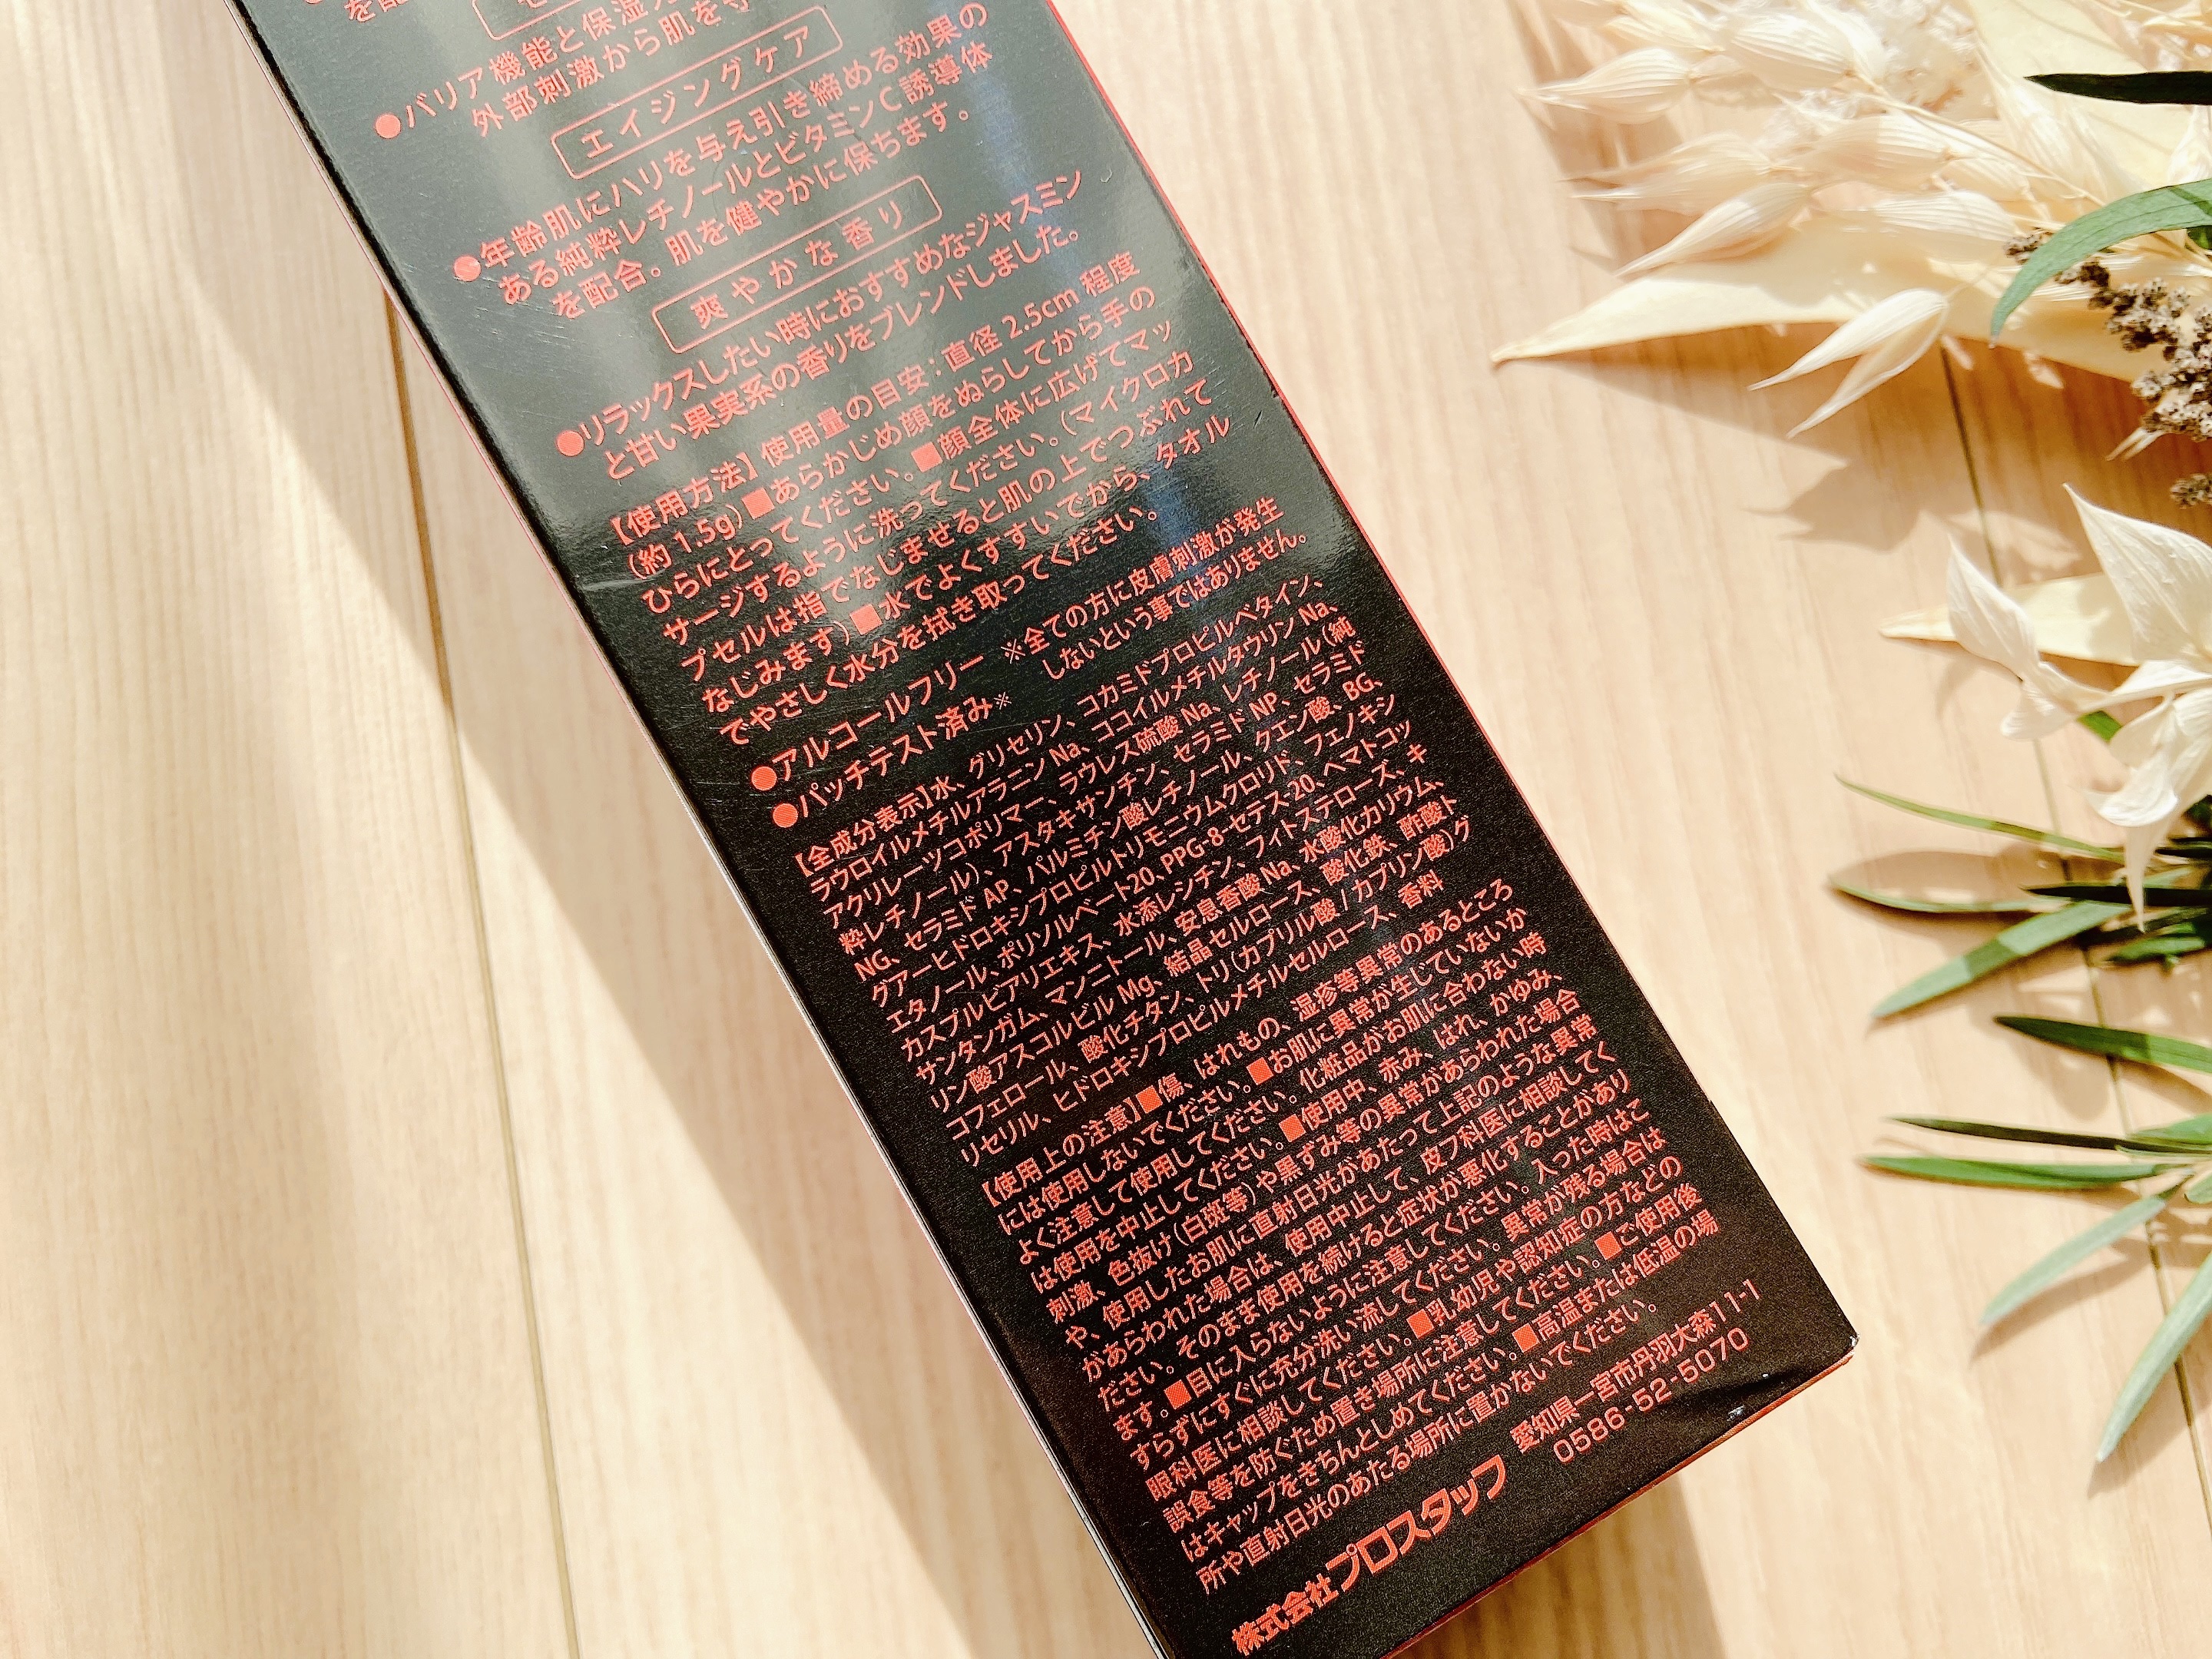 を配
●バリア機能と保湿
外部刺激から肌を守
エイジングケア
●年齢肌にハリを与え引き締める効果の
ある純粋レチノールとビタミンC誘導体
を配合。肌を健やかに保ちます。
爽やかな香り
●リラックスしたい時におすすめなジャスミン
と甘い果実系の香りをブレンドしました。
【使用方法】使用量の目安：直径2.5cm程度
（約1.5g）■あらかじめ顔をぬらしてから手の
ひらにとってください。■顔全体に広げてマッ
サージするように洗ってください。（マイクロカ
プセルは指でなじませると肌の上でつぶれて
なじみます）■水でよくすすいでから、タオル
でやさしく水分を拭き取ってください。
●アルコールフリー ※全ての方に皮膚刺激が発生
●パッチテスト済み※ しないという事ではありません。
【全成分表示】水、グリセリン、コカミドプロピルベタイン、
ラウロイルメチルアラニンNa、ココイルメチルタウリンNa、
アクリレーツコポリマー、ラウレス硫酸Na、レチノール（純
粋レチノール）、アスタキサンチン、セラミドNP、セラミド
NG、セラミドAP、パルミチン酸レチノール、クエン酸、BG、
グアーヒドロキシプロピルトリモニウムクロリド、フェノキシ
エタノール、ポリソルベート20、PPG-8-セテス-20、ヘマトコッ
カスプルビアリエキス、水添レシチン、フィトステロールズ、キ
サンタンガム、マンニトール、安息香酸Na、水酸化カリウム、
リン酸アスコルビルMg、結晶セルロース、酸化鉄、酢酸ト
コフェロール、酸化チタン、トリ（カプリル酸/カプリン酸）グ
リセリル、ヒドロキシプロピルメチルセルロース、香料
【使用上の注意】■傷、はれもの、湿疹等異常のあるところ
には使用しないでください。■お肌に異常が生じていないか
よく注意して使用してください。化粧品がお肌に合わない時
は使用を中止してください。■使用中、赤み、はれ、かゆみ、
刺激、色抜け（白斑等）や黒ずみ等の異常があらわれた場合
や、使用したお肌に直射日光があたって上記のような異常
があらわれた場合は、使用中止して、皮フ科医に相談してく
ださい。そのまま使用を続けると症状が悪化することがあり
ます。■目に入らないように注意してください。入った時はこ
すらずにすぐに充分洗い流してください。異常が残る場合は
眼科医に相談してください。■乳幼児や認知症の方などの
誤食等を防ぐため置き場所に注意してください。■ご使用後
はキャップをきちんとしめてください。■高温または低温の場
所や直射日光のあたる場所に置かないでください。
株式会社プロスタッフ 愛知県一宮市丹羽大森11-1
0586-52-5070